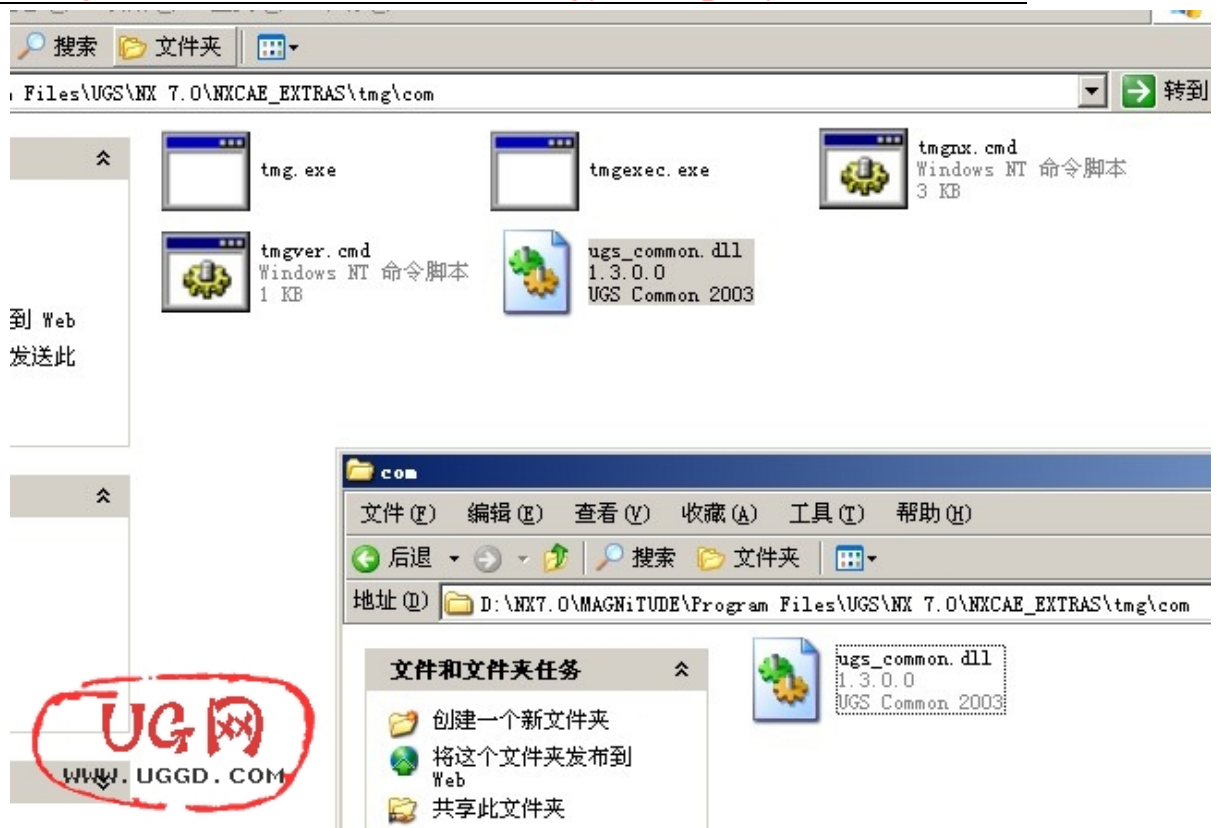 搜索 文件夹
Files\UGS\NX 7.0\NXCAE_EXTRAS\tmg\com 转到
tmg.exe
tmgexec.exe
tmgnx.cmd
Windows NT 命令脚本
3 KB
tmgver.cmd
Windows NT 命令脚本
1 KB
ugs_common.dll
1.3.0.0
UGS Common 2003
到 Web
发送此
com
文件(F) 编辑(E) 查看(V) 收藏(A) 工具(T) 帮助(H)
后退 搜索 文件夹
地址(D) D:\NX7.0\MAGNiTUDE\Program Files\UGS\NX 7.0\NXCAE_EXTRAS\tmg\com
文件和文件夹任务
创建一个新文件夹
将这个文件夹发布到
Web
共享此文件夹
ugs_common.dll
1.3.0.0
UGS Common 2003
UG网
WWW.UGGD.COM